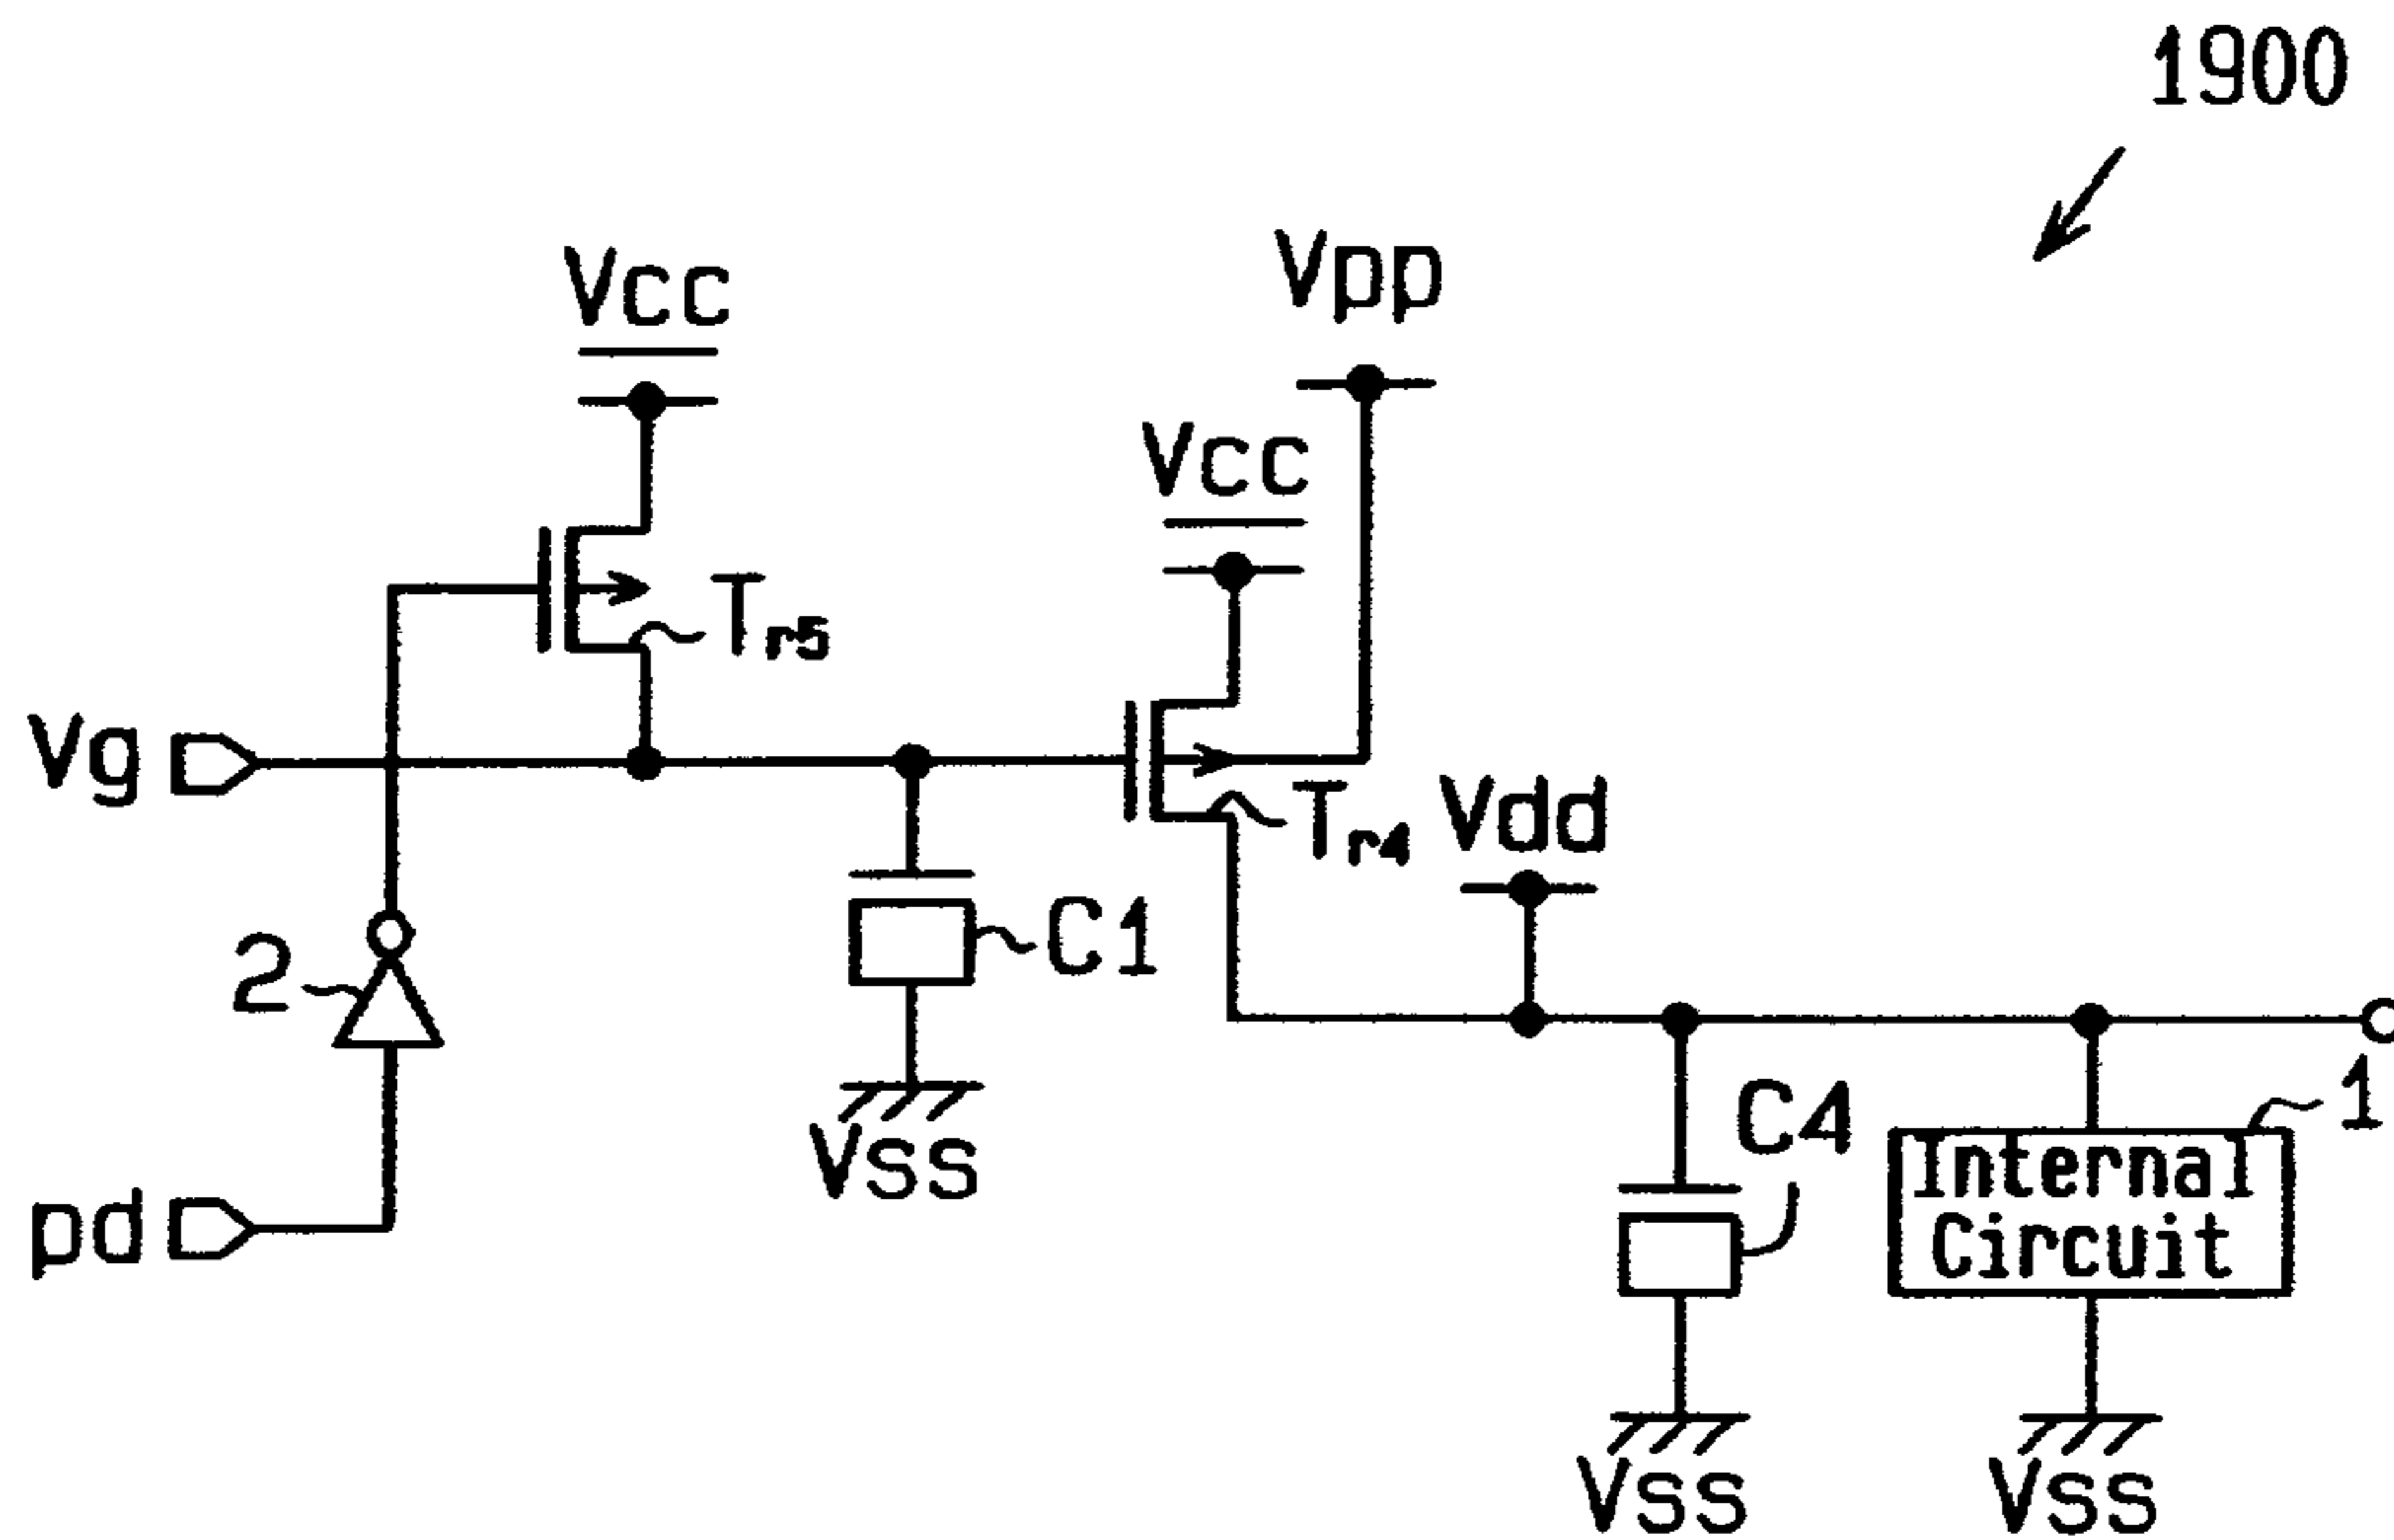 1900
Vcc
Vpp
Vcc
Tr5
Vg
Tr4
Vdd
2
C1
Vss
pd
C4
1
Internal
Circuit
Vss
Vss